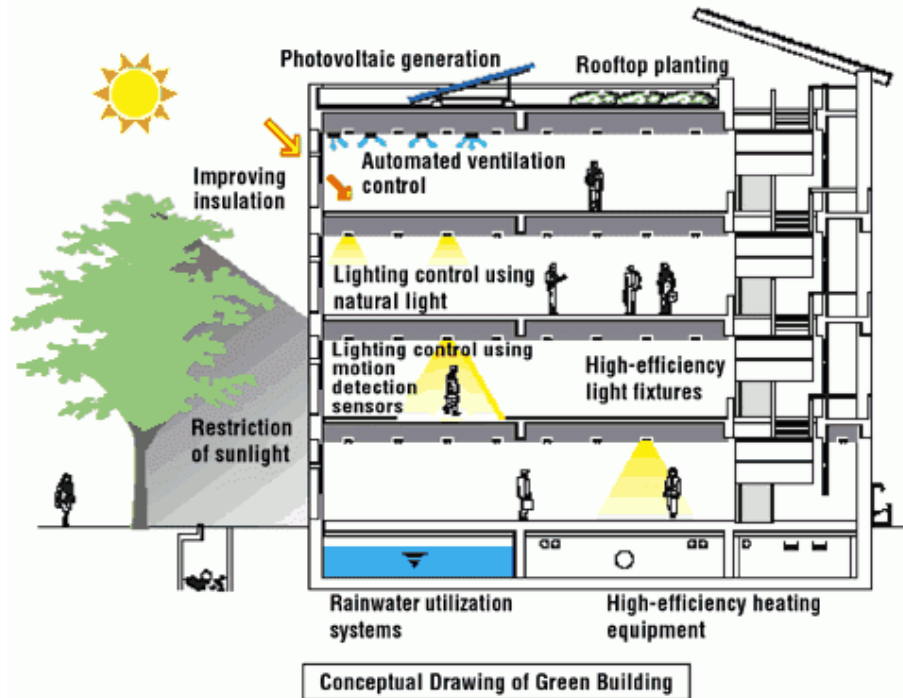 Photovoltaic generation
Rooftop planting
Improving
insulation
Automated ventilation
control
Lighting control using
natural light
Lighting control using
motion
detection
sensors
High-efficiency
light fixtures
Restriction
of sunlight
Rainwater utilization
systems
High-efficiency heating
equipment
Conceptual Drawing of Green Building